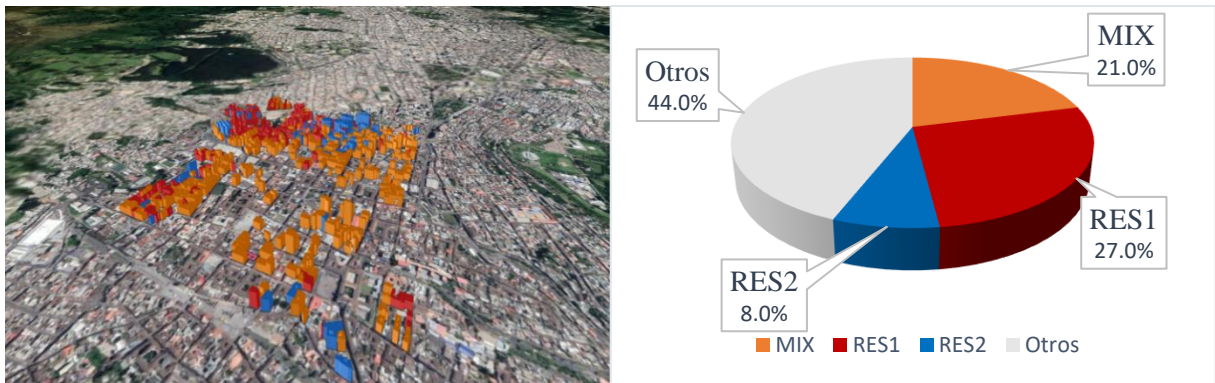 MIX
21.0%
Otros
44.0%
RES1
27.0%
RES2
8.0%
MIX RES1 RES2 Otros